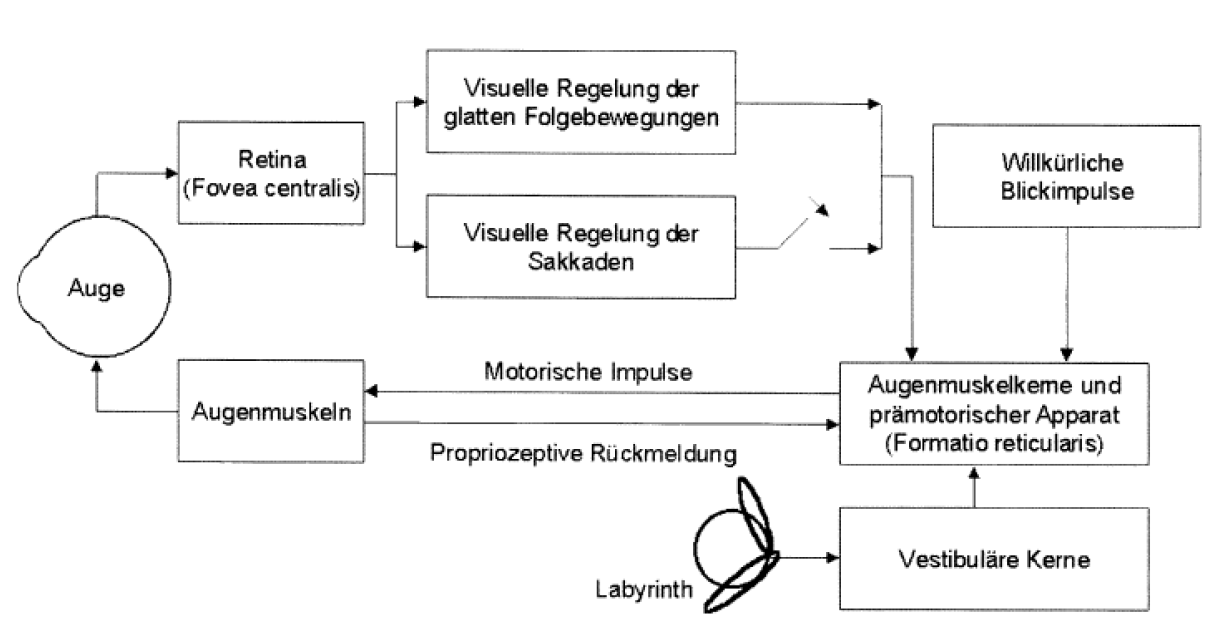 Visuelle Regelung der
glatten Folgebewegungen
Retina
(Fovea centralis)
Willkürliche
Blickimpulse
Visuelle Regelung der
Sakkaden
Auge
Motorische Impulse
Augenmuskeln
Augenmuskelkerne und
prämotorischer Apparat
(Formatio reticularis)
Propriozeptive Rückmeldung
Vestibuläre Kerne
Labyrinth